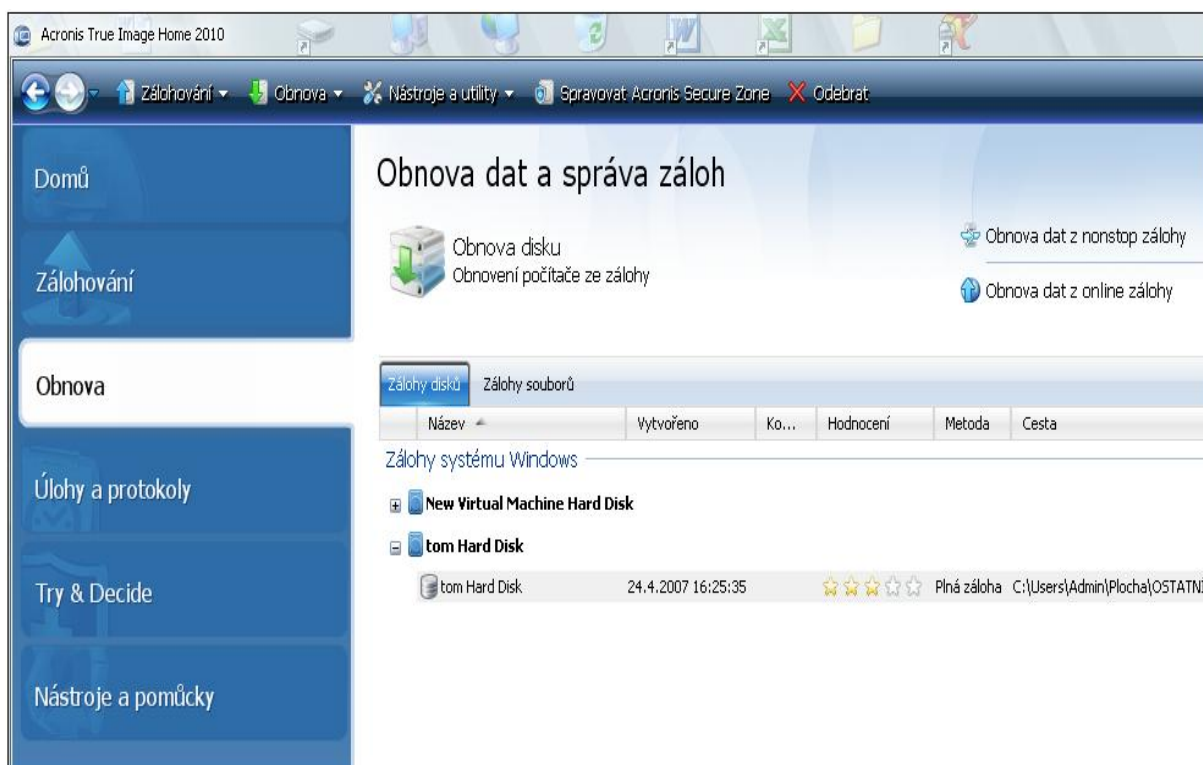 Acronis True Image Home 2010
Zálohování Obnova Nástroje a utility Spravovat Acronis Secure Zone Odebrat
Domů
Zálohování
Obnova
Úlohy a protokoly
Try & Decide
Nástroje a pomůcky
Obnova dat a správa záloh
Obnova disku
Obnovení počítače ze zálohy
Obnova dat z nonstop zálohy
Obnova dat z online zálohy
Zálohy disků Zálohy souborů
Název Vytvořeno Ko... Hodnocení Metoda Cesta
Zálohy systému Windows
New Virtual Machine Hard Disk
tom Hard Disk
tom Hard Disk 24.4.2007 16:25:35 Plná záloha C:\Users\Admin\Plocha\OSTATNI